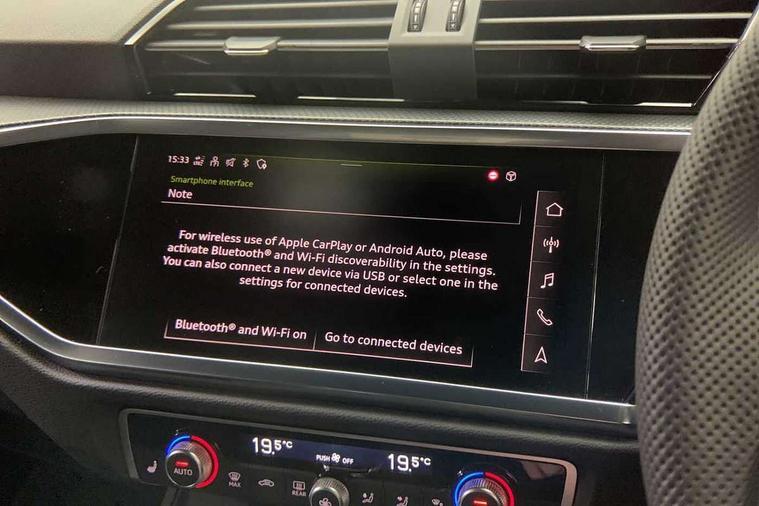 15:33
Smartphone interface
Note
For wireless use of Apple CarPlay or Android Auto, please
activate Bluetooth® and Wi-Fi discoverability in the settings.
You can also connect a new device via USB or select one in the
settings for connected devices.
Bluetooth® and Wi-Fi on
Go to connected devices
19.5°C
PUSH OFF
19.5°C
AUTO
MAX
REAR